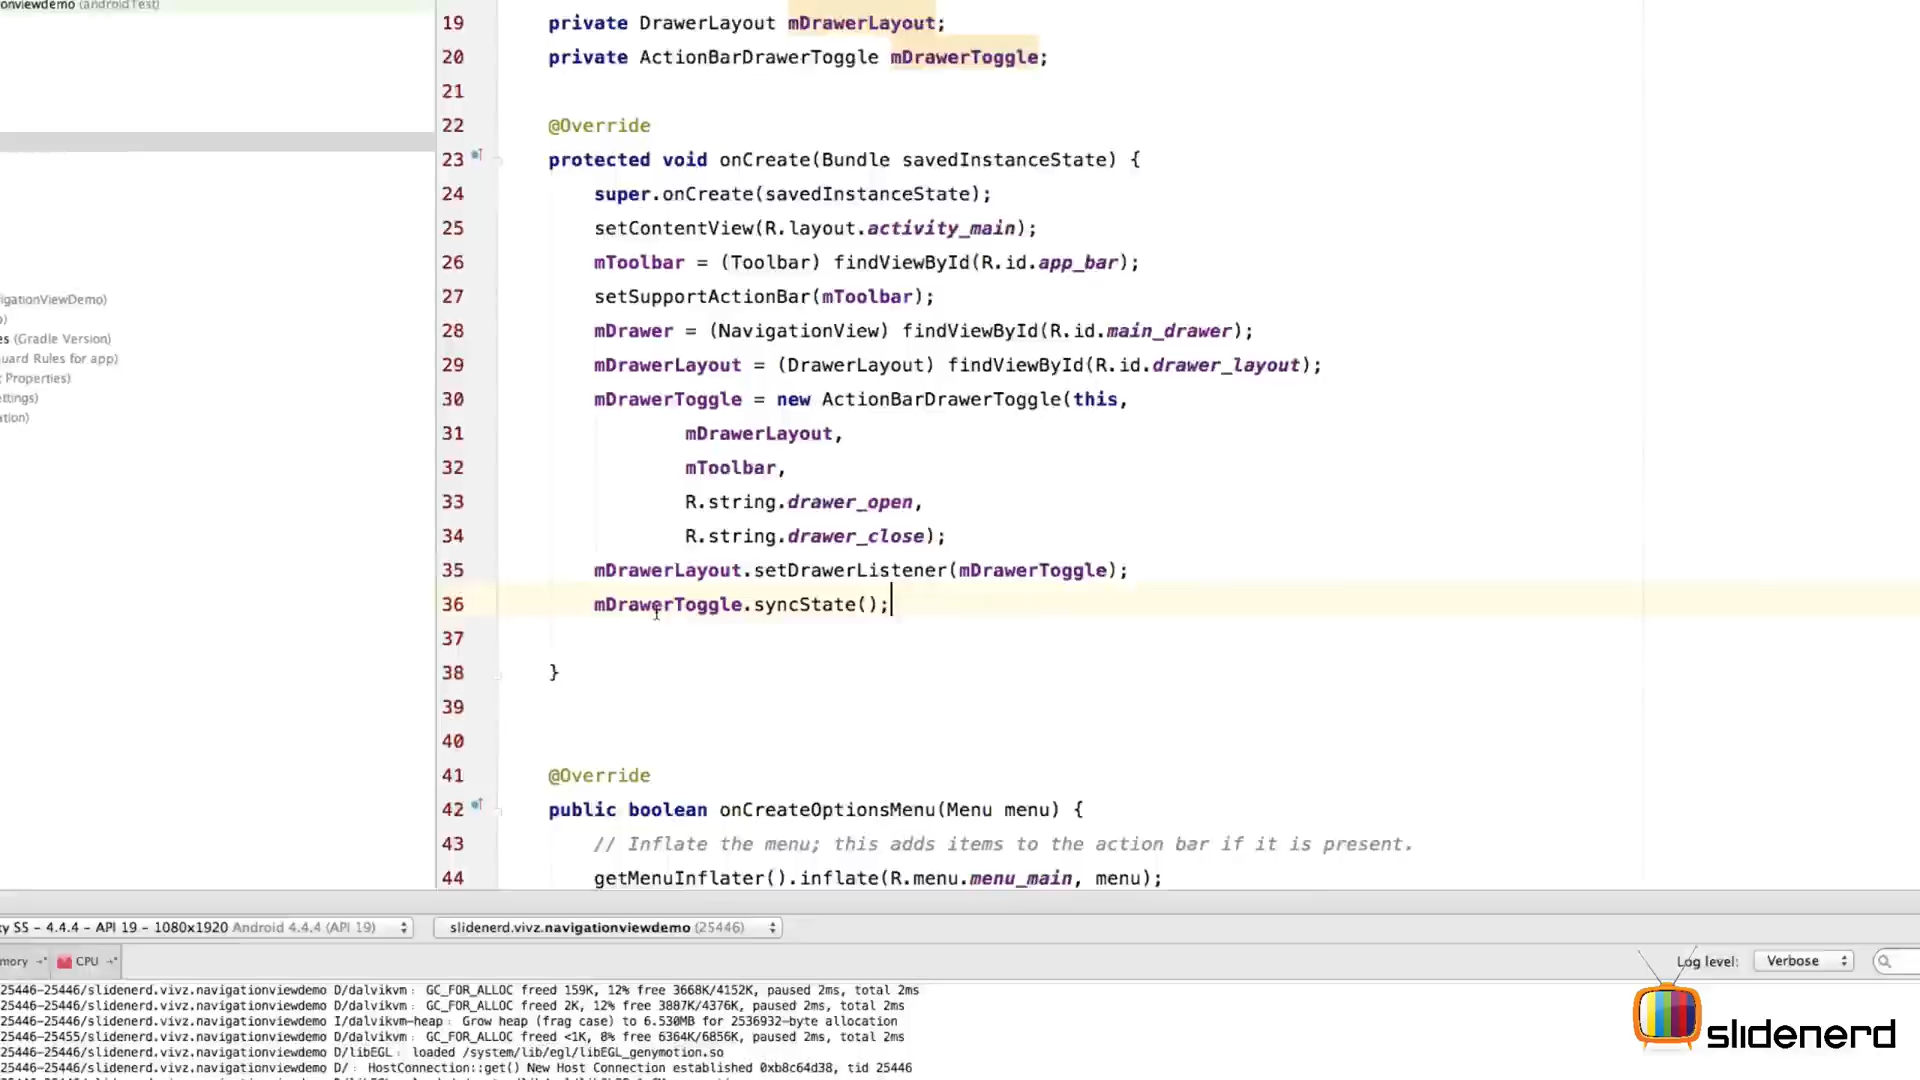 onviewdemo (androidTest)
igationViewDemo)
o)
es (Gradle Version)
uard Rules for app)
t Properties)
ettings)
ation)
19 private DrawerLayout mDrawerLayout;
20 private ActionBarDrawerToggle mDrawerToggle;
21
22 @Override
23 protected void onCreate(Bundle savedInstanceState) {
24 super.onCreate(savedInstanceState);
25 setContentView(R.layout.activity_main);
26 mToolbar = (Toolbar) findViewById(R.id.app_bar);
27 setSupportActionBar(mToolbar);
28 mDrawer = (NavigationView) findViewById(R.id.main_drawer);
29 mDrawerLayout = (DrawerLayout) findViewById(R.id.drawer_layout);
30 mDrawerToggle = new ActionBarDrawerToggle(this,
31 mDrawerLayout,
32 mToolbar,
33 R.string.drawer_open,
34 R.string.drawer_close);
35 mDrawerLayout.setDrawerListener(mDrawerToggle);
36 mDrawerToggle.syncState();
37
38 }
39
40
41 @Override
42 public boolean onCreateOptionsMenu(Menu menu) {
43 // Inflate the menu; this adds items to the action bar if it is present.
44 getMenuInflater().inflate(R.menu.menu_main, menu);
y S5 - 4.4.4 - API 19 - 1080x1920 Android 4.4.4 (API 19)
slidenerd.vivz.navigationviewdemo (25446)
mory
CPU
Log level: Verbose
25446-25446/slidenerd.vivz.navigationviewdemo D/dalvikvm: GC_FOR_ALLOC freed 159K, 12% free 3668K/4152K, paused 2ms, total 2ms
25446-25446/slidenerd.vivz.navigationviewdemo D/dalvikvm: GC_FOR_ALLOC freed 2K, 12% free 3887K/4376K, paused 2ms, total 2ms
25446-25446/slidenerd.vivz.navigationviewdemo I/dalvikvm-heap: Grow heap (frag case) to 6.530MB for 2536932-byte allocation
25446-25455/slidenerd.vivz.navigationviewdemo D/dalvikvm: GC_FOR_ALLOC freed <1K, 8% free 6364K/6856K, paused 2ms, total 2ms
25446-25446/slidenerd.vivz.navigationviewdemo D/libEGL: loaded /system/lib/egl/libEGL_genymotion.so
25446-25446/slidenerd.vivz.navigationviewdemo D/: HostConnection::get() New Host Connection established 0xb8c64d38, tid 25446
slidenerd